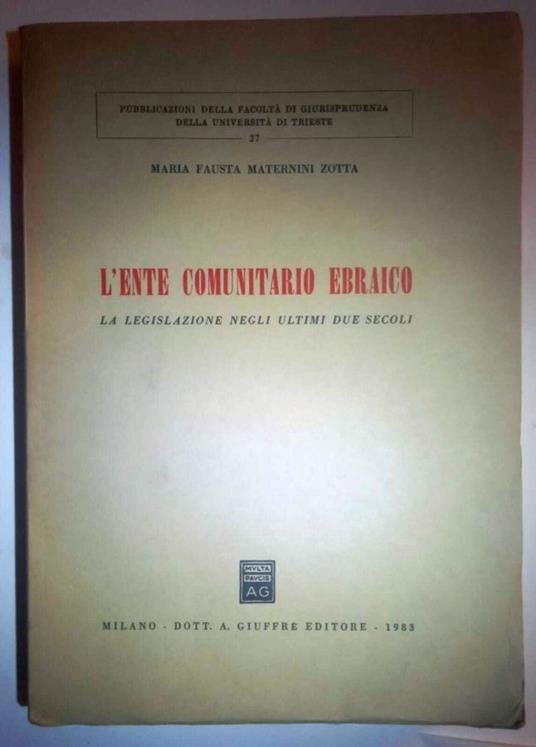 PUBBLICAZIONI DELLA FACOLTÀ DI GIURISPRUDENZA
DELLA UNIVERSITÀ DI TRIESTE
27
MARIA FAUSTA MATERNINI ZOTTA
L'ENTE COMUNITARIO EBRAICO
LA LEGISLAZIONE NEGLI ULTIMI DUE SECOLI
MVLTA
PAVCIS
AG
MILANO - DOTT. A. GIUFFRÈ EDITORE - 1983